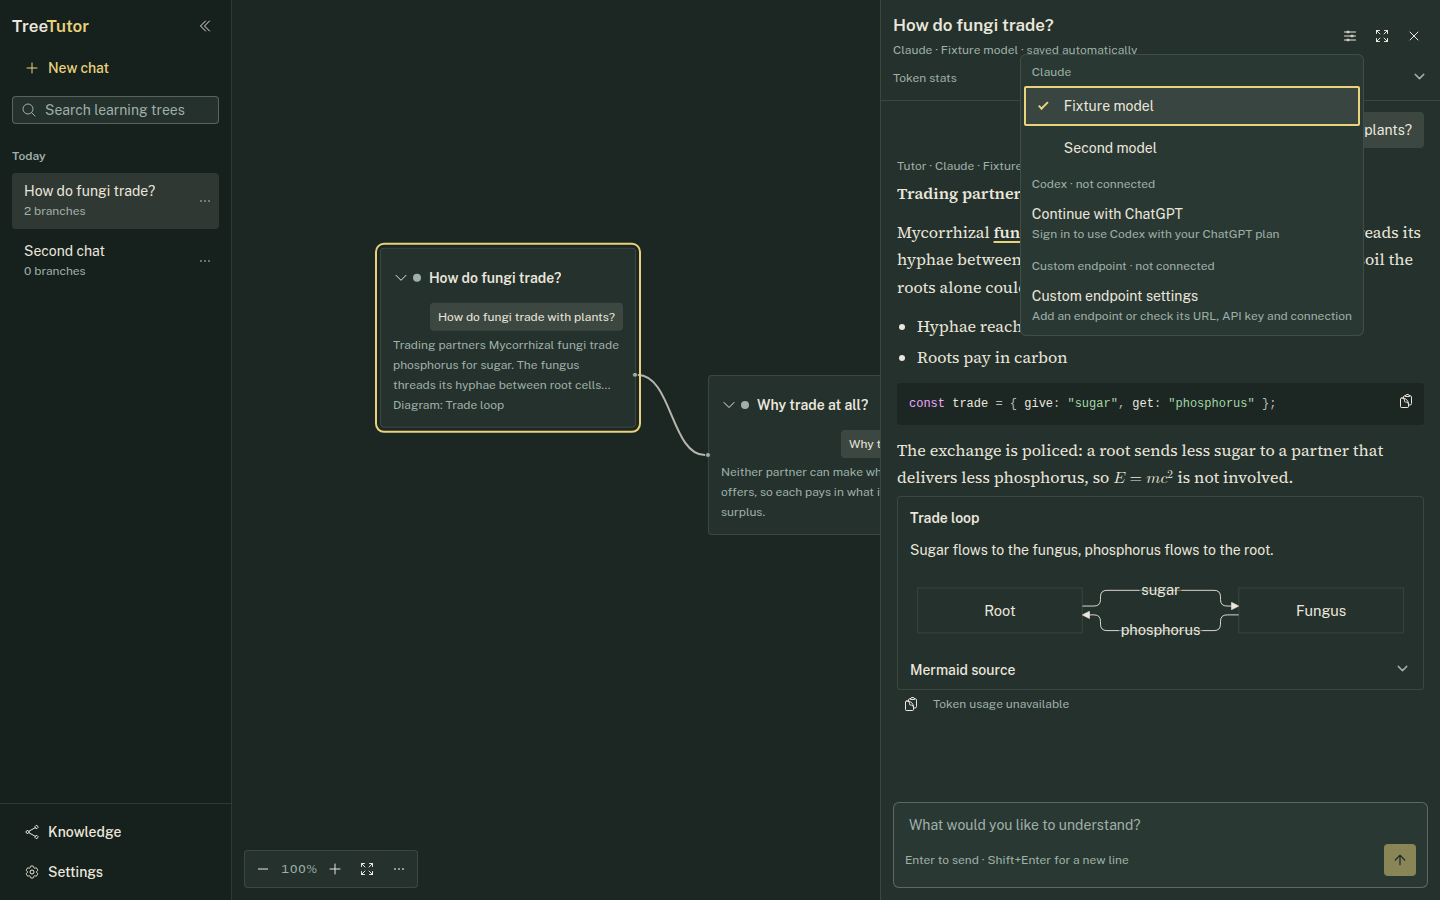 TreeTutor
New chat
Search learning trees
Today
How do fungi trade?
2 branches
Second chat
0 branches
Knowledge
Settings
How do fungi trade?
How do fungi trade with plants?
Trading partners Mycorrhizal fungi trade
phosphorus for sugar. The fungus
threads its hyphae between root cells...
Diagram: Trade loop
Why trade at all?
Why t
Neither partner can make wh
offers, so each pays in what i
surplus.
100%
How do fungi trade?
Claude · Fixture model · saved automatically
Token stats
Claude
Fixture model
Second model
Codex · not connected
Continue with ChatGPT
Sign in to use Codex with your ChatGPT plan
Custom endpoint · not connected
Custom endpoint settings
Add an endpoint or check its URL, API key and connection
plants?
Tutor · Claude · Fixture
Trading partner
Mycorrhizal fun eads its
hyphae between oil the
roots alone coul
Hyphae reach
Roots pay in carbon
const trade = { give: "sugar", get: "phosphorus" };
The exchange is policed: a root sends less sugar to a partner that
delivers less phosphorus, so E = mc² is not involved.
Trade loop
Sugar flows to the fungus, phosphorus flows to the root.
sugar
Root
Fungus
phosphorus
Mermaid source
Token usage unavailable
What would you like to understand?
Enter to send · Shift+Enter for a new line